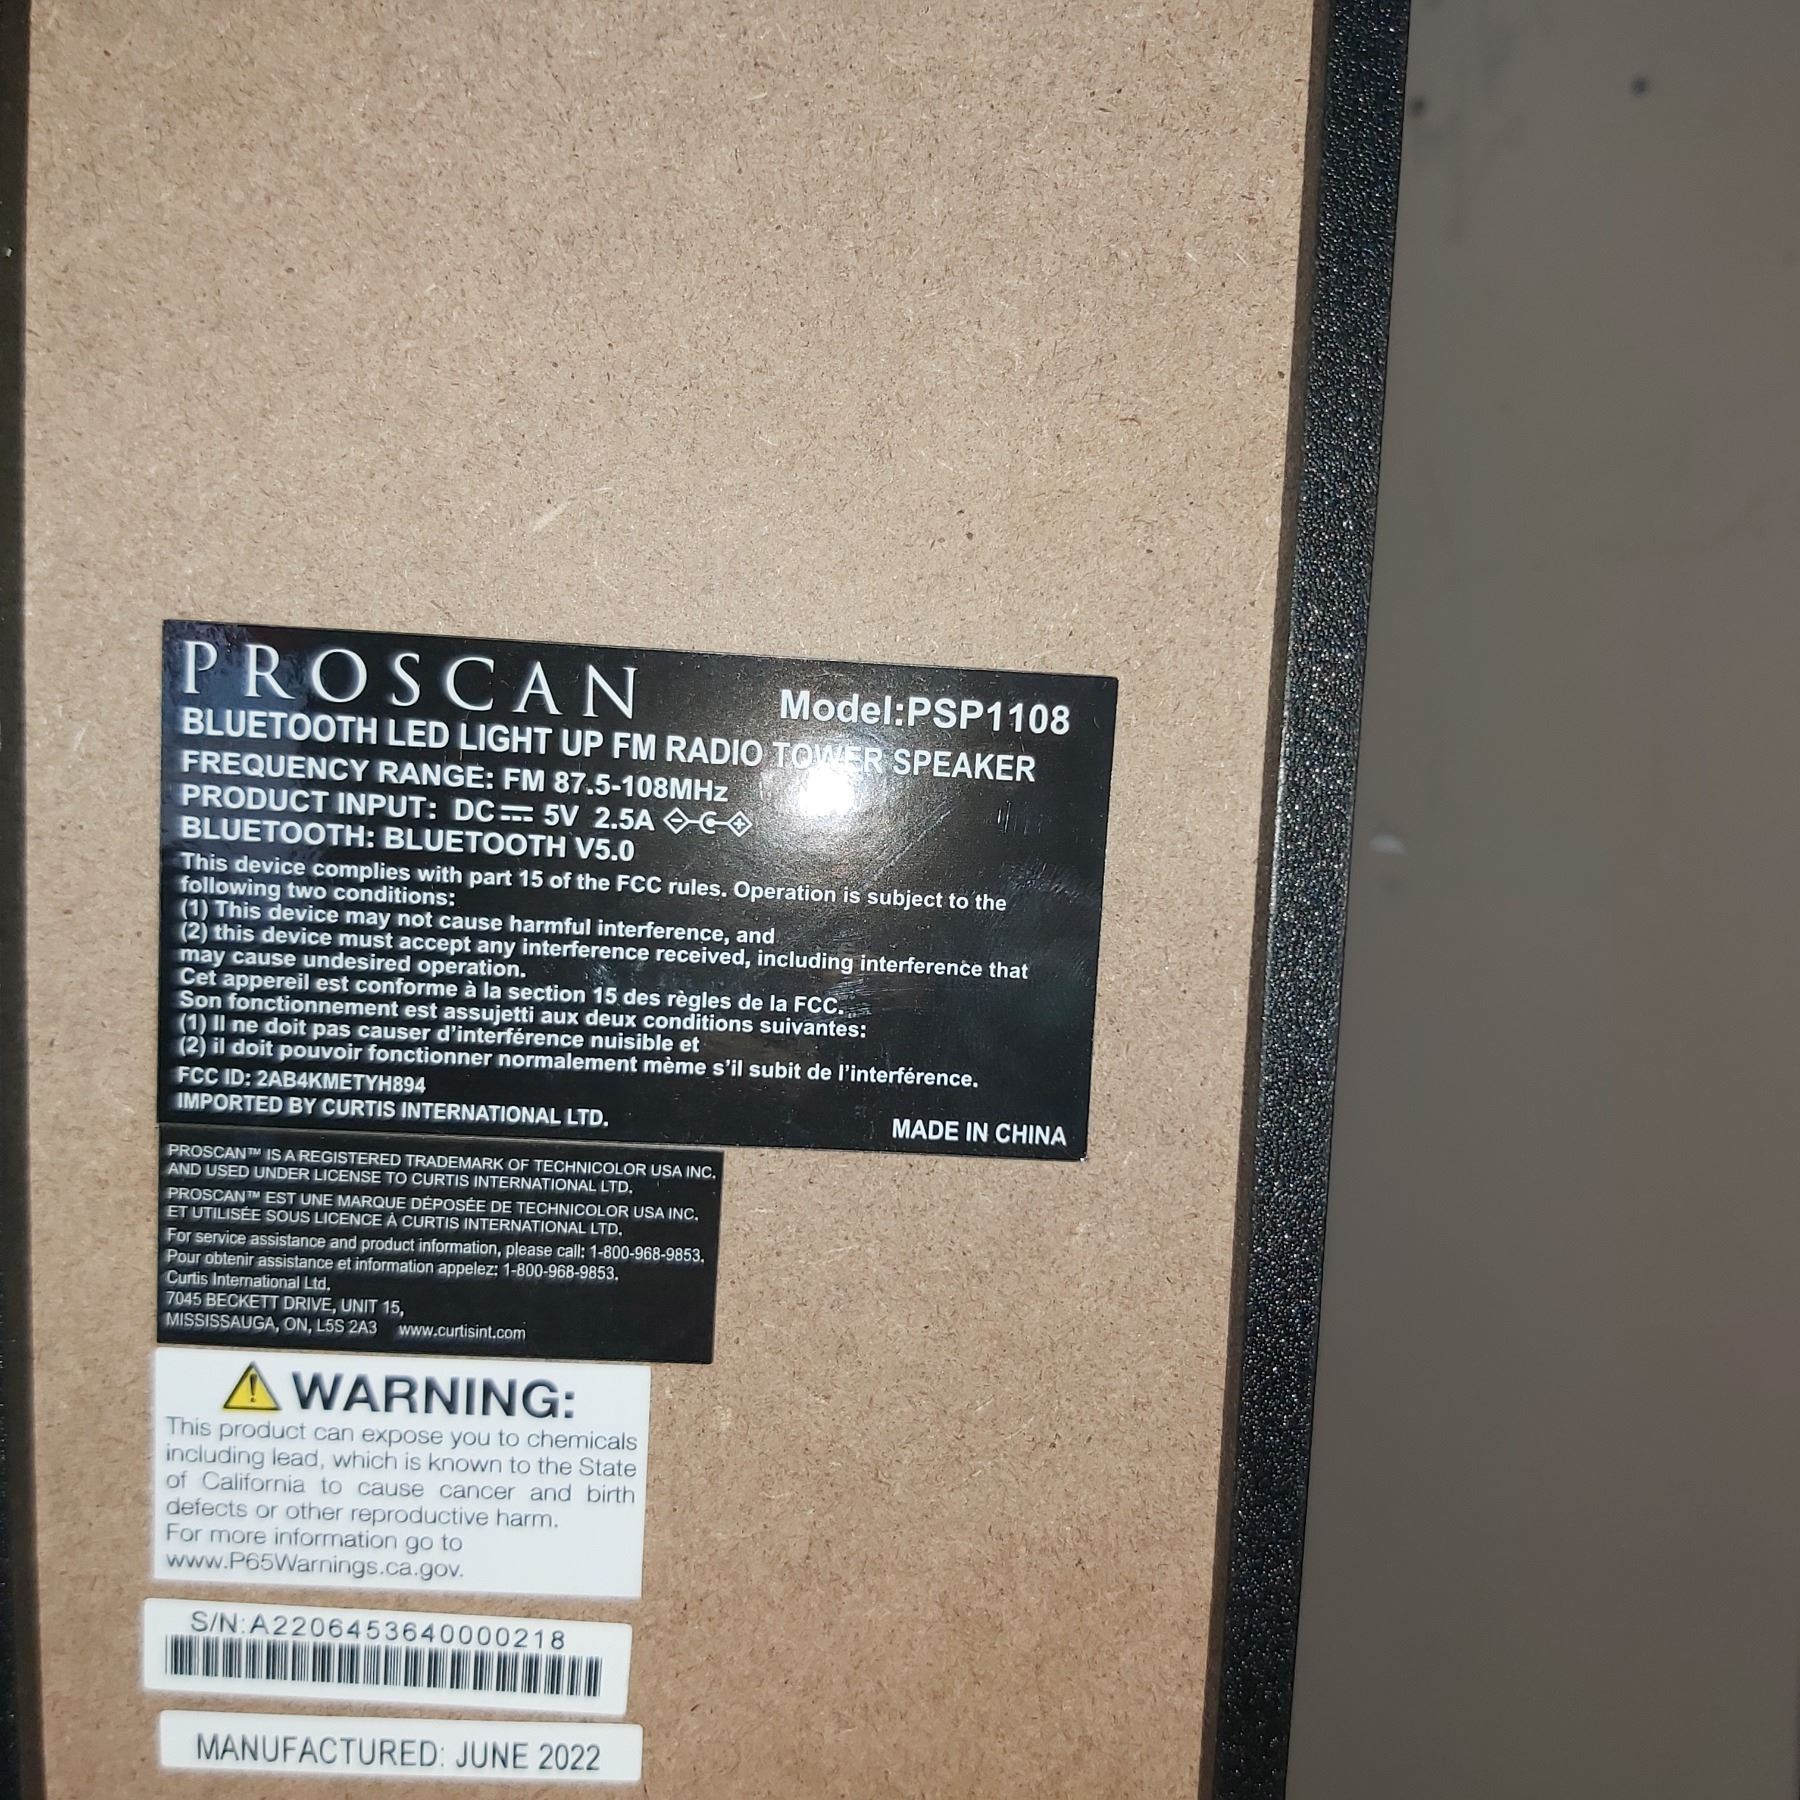 PROSCAN
Model:PSP1108
BLUETOOTH LED LIGHT UP FM RADIO TOWER SPEAKER
FREQUENCY RANGE: FM 87.5-108MHz
PRODUCT INPUT: DC 5V 2.5A
BLUETOOTH: BLUETOOTH V5.0
This device complies with part 15 of the FCC rules. Operation is subject to the
following two conditions:
(1) This device may not cause harmful interference, and
(2) this device must accept any interference received, including interference that
may cause undesired operation.
Cet appereil est conforme à la section 15 des règles de la FCC.
Son fonctionnement est assujetti aux deux conditions suivantes:
(1) Il ne doit pas causer d'interférence nuisible et
(2) il doit pouvoir fonctionner normalement mème s'il subit de l'interférence.
FCC ID: 2AB4KMETYH894
IMPORTED BY CURTIS INTERNATIONAL LTD.
MADE IN CHINA
PROSCAN™ IS A REGISTERED TRADEMARK OF TECHNICOLOR USA INC.
AND USED UNDER LICENSE TO CURTIS INTERNATIONAL LTD.
PROSCAN™ EST UNE MARQUE DÉPOSÉE DE TECHNICOLOR USA INC.
ET UTILISÉE SOUS LICENCE À CURTIS INTERNATIONAL LTD.
For service assistance and product information, please call: 1-800-968-9853.
Pour obtenir assistance et information appelez: 1-800-968-9853.
Curtis International Ltd.
7045 BECKETT DRIVE, UNIT 15,
MISSISSAUGA, ON, L5S 2A3 www.curtisint.com
WARNING:
This product can expose you to chemicals
including lead, which is known to the State
of California to cause cancer and birth
defects or other reproductive harm.
For more information go to
www.P65Warnings.ca.gov.
S/N:A2206453640000218
MANUFACTURED: JUNE 2022